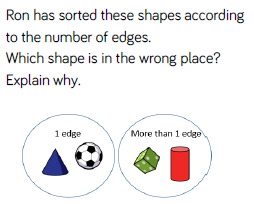 Ron has sorted these shapes according
to the number of edges.
Which shape is in the wrong place?
Explain why.
1 edge
More than 1 edge